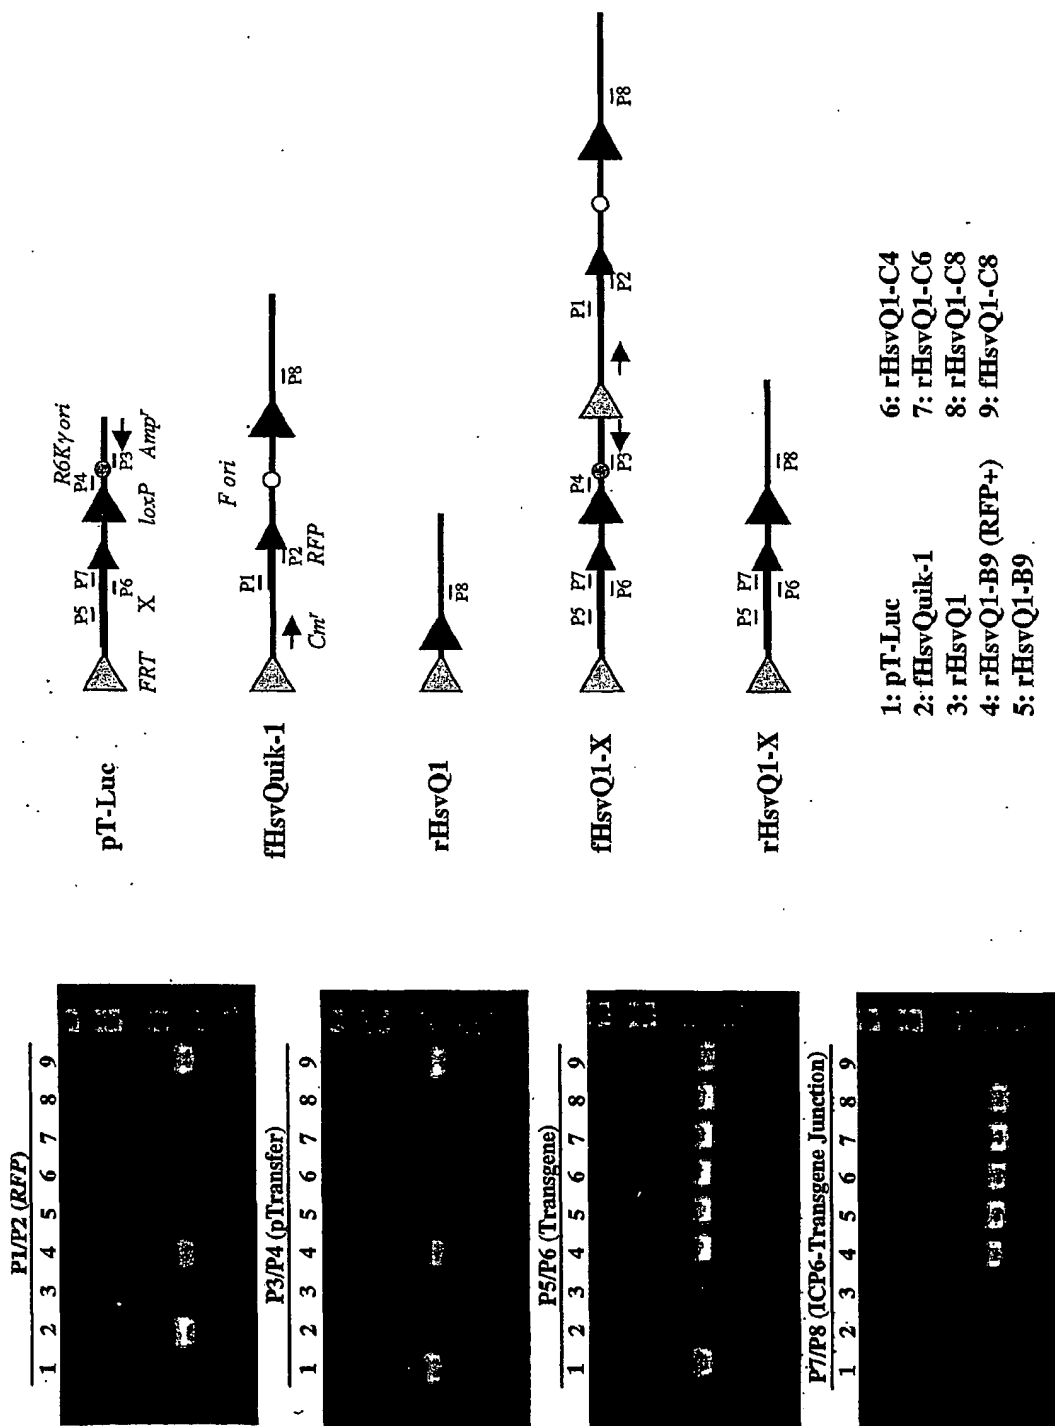 P1/P2 (RFP)
1 2 3 4 5 6 7 8 9
P3/P4 (pTransfer)
1 2 3 4 5 6 7 8 9
P5/P6 (Transgene)
1 2 3 4 5 6 7 8 9
P7/P8 (ICP6-Transgene Junction)
1 2 3 4 5 6 7 8 9
pT-Luc
P5 P7 P4 R6Kγ ori
P6 P3
FRT X loxP Ampʳ
fHsvQuik-1
P1 F ori
P2 P8
Cmʳ RFP
rHsvQ1
P8
fHsvQ1-X
P5 P7 P4 P1
P6 P3 P2 P8
rHsvQ1-X
P5 P7
P6 P8
1: pT-Luc
2: fHsvQuik-1
3: rHsvQ1
4: rHsvQ1-B9 (RFP+)
5: rHsvQ1-B9
6: rHsvQ1-C4
7: rHsvQ1-C6
8: rHsvQ1-C8
9: fHsvQ1-C8